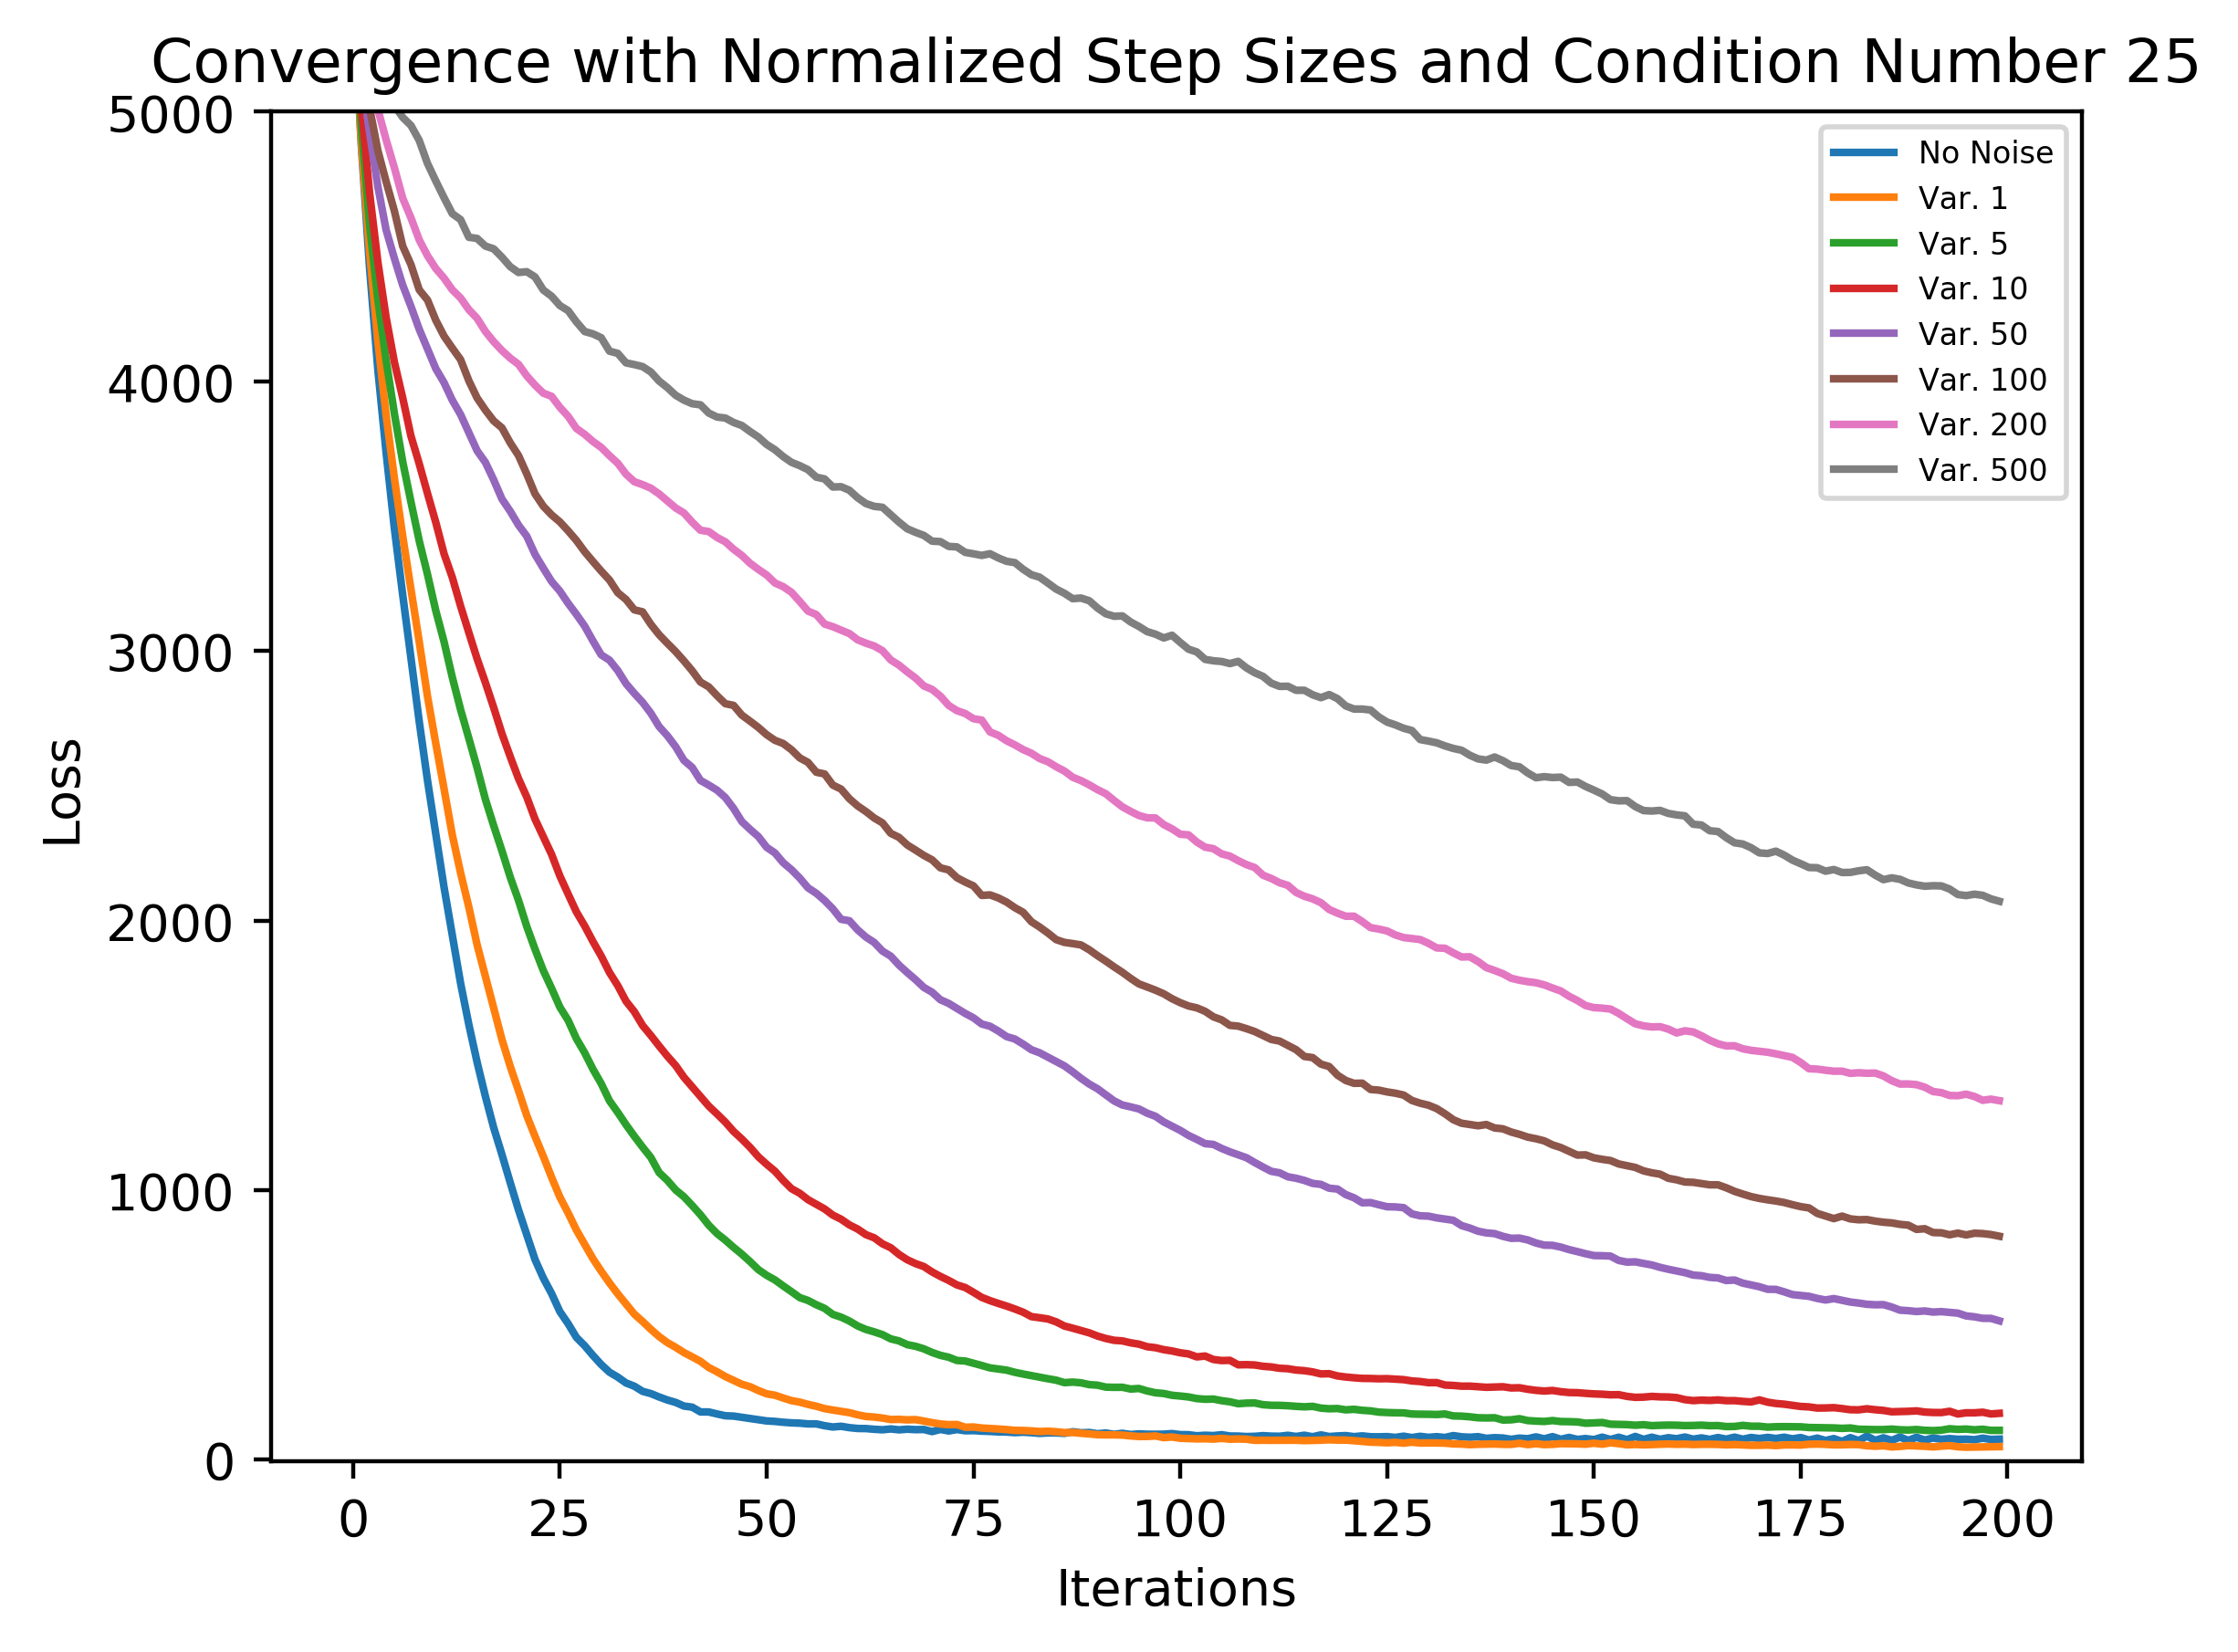 Convergence with Normalized Step Sizes and Condition Number 25
5000
4000
3000
2000
1000
0
Loss
No Noise
Var. 1
Var. 5
Var. 10
Var. 50
Var. 100
Var. 200
Var. 500
0 25 50 75 100 125 150 175 200
Iterations